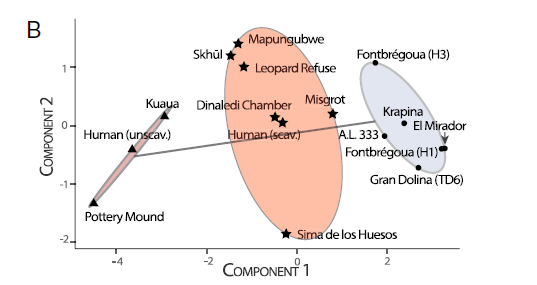 B
Mapungubwe
Skhūl
Leopard Refuse
Fontbrégoua (H3)
Kuaua
Dinaledi Chamber
Misgrot
Krapina
El Mirador
Human (unscav.)
Human (scav.)
A.L. 333
Fontbrégoua (H1)
Gran Dolina (TD6)
Pottery Mound
Sima de los Huesos
COMPONENT 2
1
0
-1
-2
-4
-2
0
2
COMPONENT 1